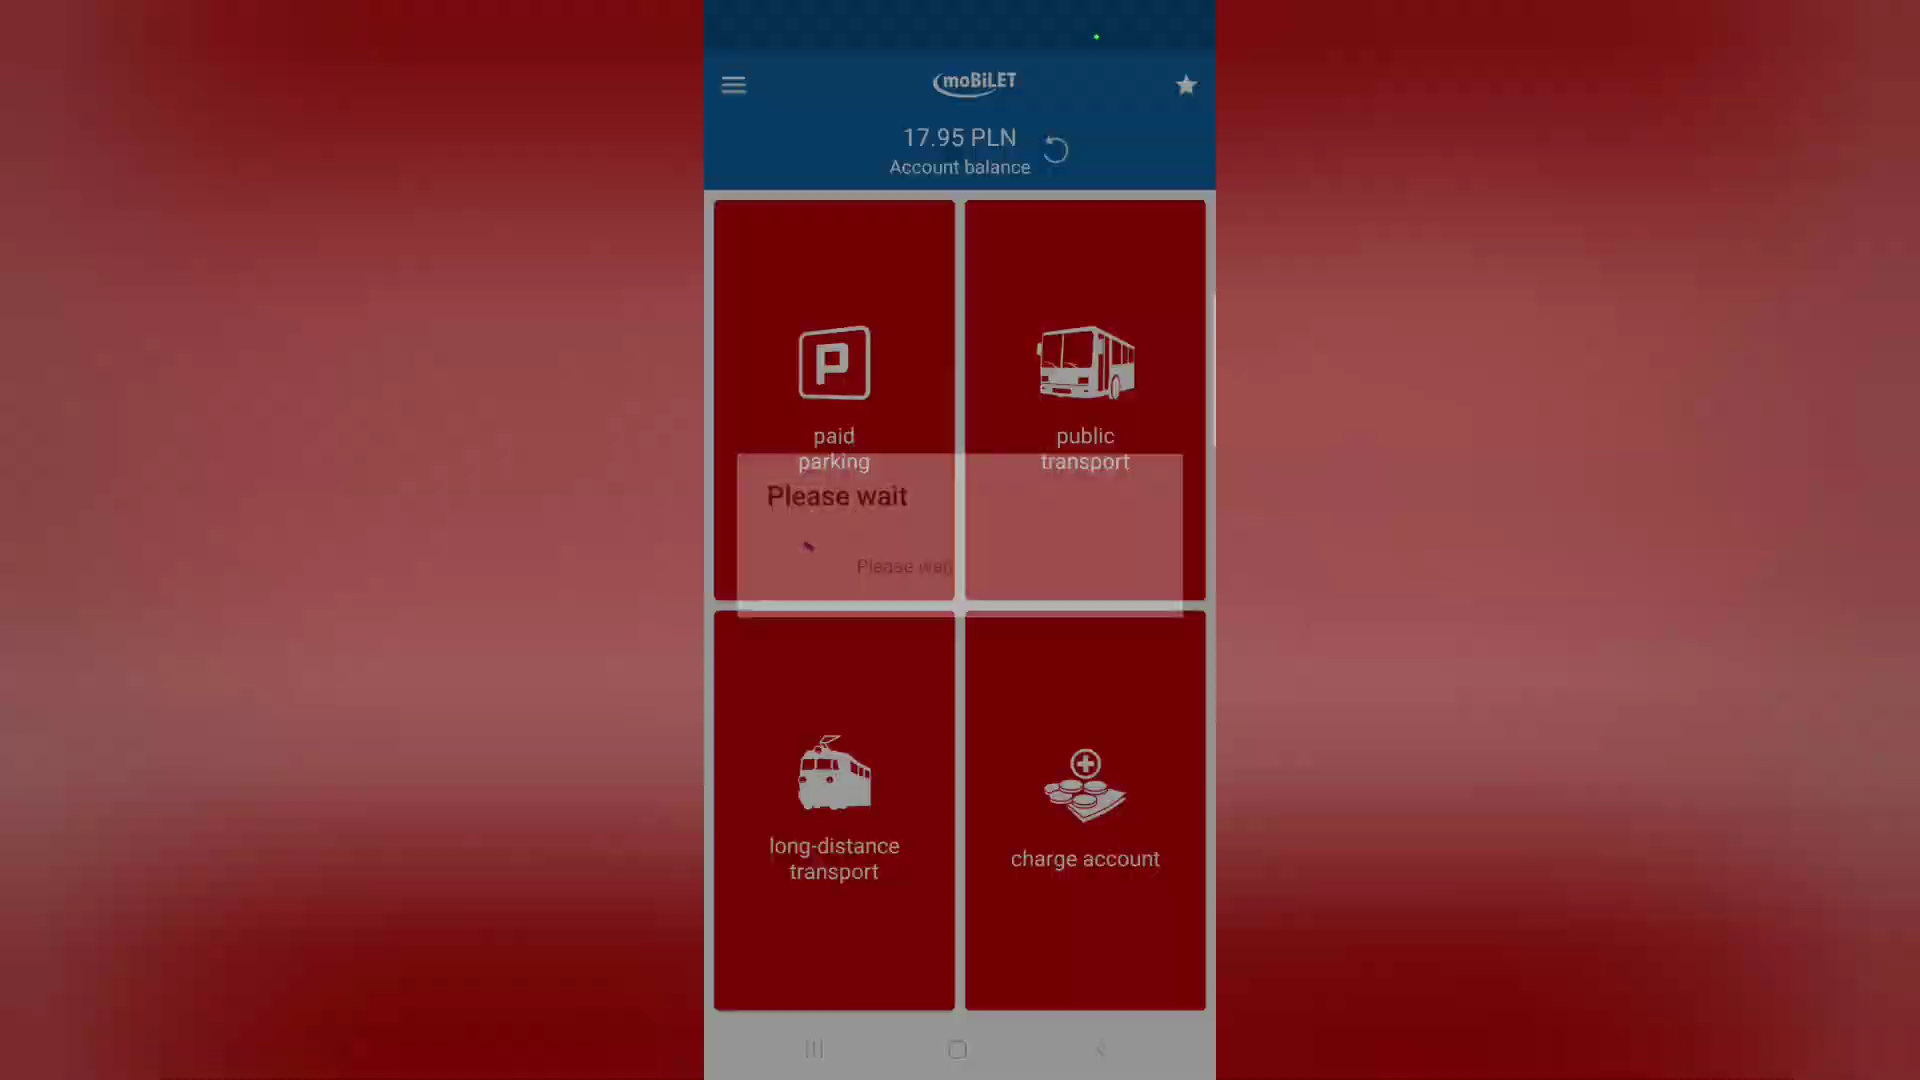 moBiLET
17.95 PLN
Account balance
paid
parking
public
transport
Please wait
Please wait
long-distance
transport
charge account